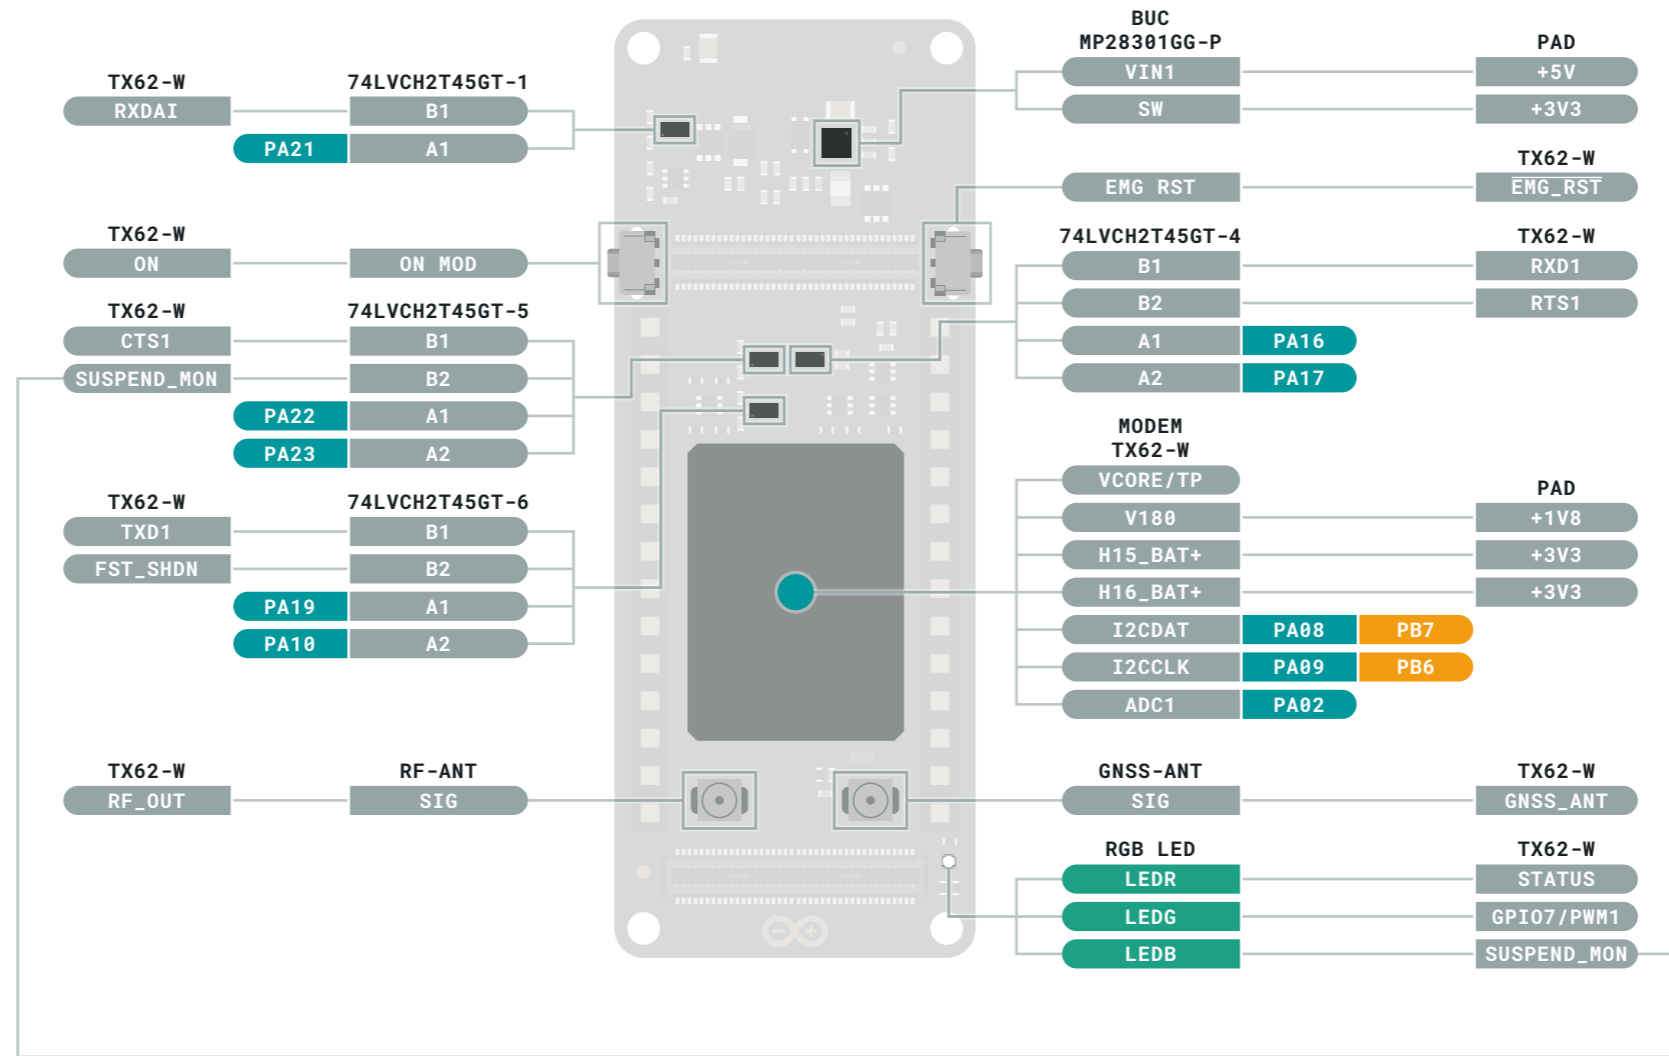 TX62-W 74LVCH2T45GT-1
RXDAI B1
PA21 A1
TX62-W
ON ON MOD
TX62-W 74LVCH2T45GT-5
CTS1 B1
SUSPEND_MON B2
PA22 A1
PA23 A2
TX62-W 74LVCH2T45GT-6
TXD1 B1
FST_SHDN B2
PA19 A1
PA10 A2
TX62-W RF-ANT
RF_OUT SIG
BUC
MP28301GG-P PAD
VIN1 +5V
SW +3V3
TX62-W
EMG RST EMG_RST
74LVCH2T45GT-4 TX62-W
B1 RXD1
B2 RTS1
A1 PA16
A2 PA17
MODEM
TX62-W
VCORE/TP
PAD
V180 +1V8
H15_BAT+ +3V3
H16_BAT+ +3V3
I2CDAT PA08 PB7
I2CCLK PA09 PB6
ADC1 PA02
GNSS-ANT TX62-W
SIG GNSS_ANT
RGB LED TX62-W
LEDR STATUS
LEDG GPIO7/PWM1
LEDB SUSPEND_MON